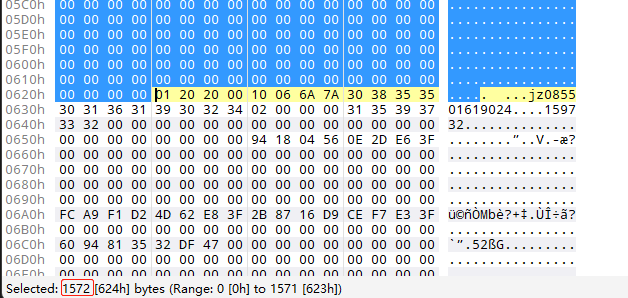 05C0h 00 00 00 00 00 00 00 00 00 00 00 00 00 00 00 00 ................
05D0h 00 00 00 00 00 00 00 00 00 00 00 00 00 00 00 00 ................
05E0h 00 00 00 00 00 00 00 00 00 00 00 00 00 00 00 00 ................
05F0h 00 00 00 00 00 00 00 00 00 00 00 00 00 00 00 00 ................
0600h 00 00 00 00 00 00 00 00 00 00 00 00 00 00 00 00 ................
0610h 00 00 00 00 00 00 00 00 00 00 00 00 00 00 00 00 ................
0620h 00 00 00 00 01 20 20 00 10 06 6A 7A 30 38 35 35 .....  ...jz0855
0630h 30 31 36 31 39 30 32 34 02 00 00 00 31 35 39 37 01619024....1597
0640h 33 32 00 00 00 00 00 00 00 00 00 00 00 00 00 00 32..............
0650h 00 00 00 00 00 00 00 00 94 18 04 56 0E 2D E6 3F ........”..V.-æ?
0660h 00 00 00 00 00 00 00 00 00 00 00 00 00 00 00 00 ................
0670h 00 00 00 00 00 00 00 00 00 00 00 00 00 00 00 00 ................
0680h 00 00 00 00 00 00 00 00 00 00 00 00 00 00 00 00 ................
0690h 00 00 00 00 00 00 00 00 00 00 00 00 00 00 00 00 ................
06A0h FC A9 F1 D2 4D 62 E8 3F 2B 87 16 D9 CE F7 E3 3F ü©ñÒMbè?+‡.ÙÎ÷ã?
06B0h 00 00 00 00 00 00 00 00 00 00 00 00 00 00 00 00 ................
06C0h 60 94 81 35 32 DF 47 00 00 00 00 00 00 00 00 00 `”.52ßG.........
06D0h 00 00 00 00 00 00 00 00 00 00 00 00 00 00 00 00 ................
Selected: 1572 [624h] bytes (Range: 0 [0h] to 1571 [623h])